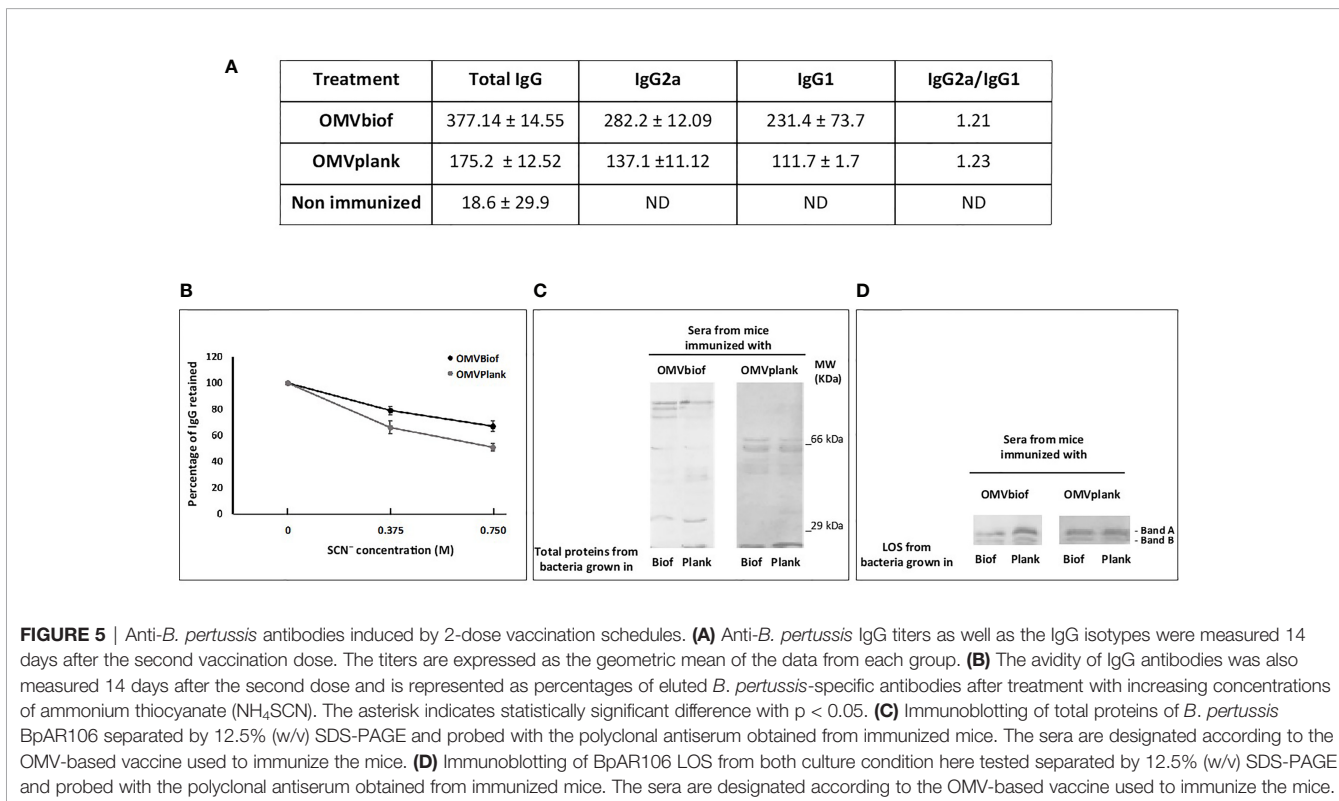 A
Treatment Total IgG IgG2a IgG1 IgG2a/IgG1
OMVbiof 377.14 ± 14.55 282.2 ± 12.09 231.4 ± 73.7 1.21
OMVplank 175.2 ± 12.52 137.1 ±11.12 111.7 ± 1.7 1.23
Non immunized 18.6 ± 29.9 ND ND ND
B
Percentage of IgG retained
120
100
80
60
40
20
0
0 0.375 0.750
SCN⁻ concentration (M)
OMVBiof
OMVPlank
C
Sera from mice
immunized with
OMVbiof OMVplank
MW
(KDa)
_66 kDa
_29 kDa
Total proteins from
bacteria grown in
Biof Plank Biof Plank
D
Sera from mice
immunized with
OMVbiof OMVplank
- Band A
- Band B
LOS from
bacteria grown in
Biof Plank Biof Plank
FIGURE 5 | Anti-B. pertussis antibodies induced by 2-dose vaccination schedules. (A) Anti-B. pertussis IgG titers as well as the IgG isotypes were measured 14
days after the second vaccination dose. The titers are expressed as the geometric mean of the data from each group. (B) The avidity of IgG antibodies was also
measured 14 days after the second dose and is represented as percentages of eluted B. pertussis-specific antibodies after treatment with increasing concentrations
of ammonium thiocyanate (NH₄SCN). The asterisk indicates statistically significant difference with p < 0.05. (C) Immunoblotting of total proteins of B. pertussis
BpAR106 separated by 12.5% (w/v) SDS-PAGE and probed with the polyclonal antiserum obtained from immunized mice. The sera are designated according to the
OMV-based vaccine used to immunize the mice. (D) Immunoblotting of BpAR106 LOS from both culture condition here tested separated by 12.5% (w/v) SDS-PAGE
and probed with the polyclonal antiserum obtained from immunized mice. The sera are designated according to the OMV-based vaccine used to immunize the mice.